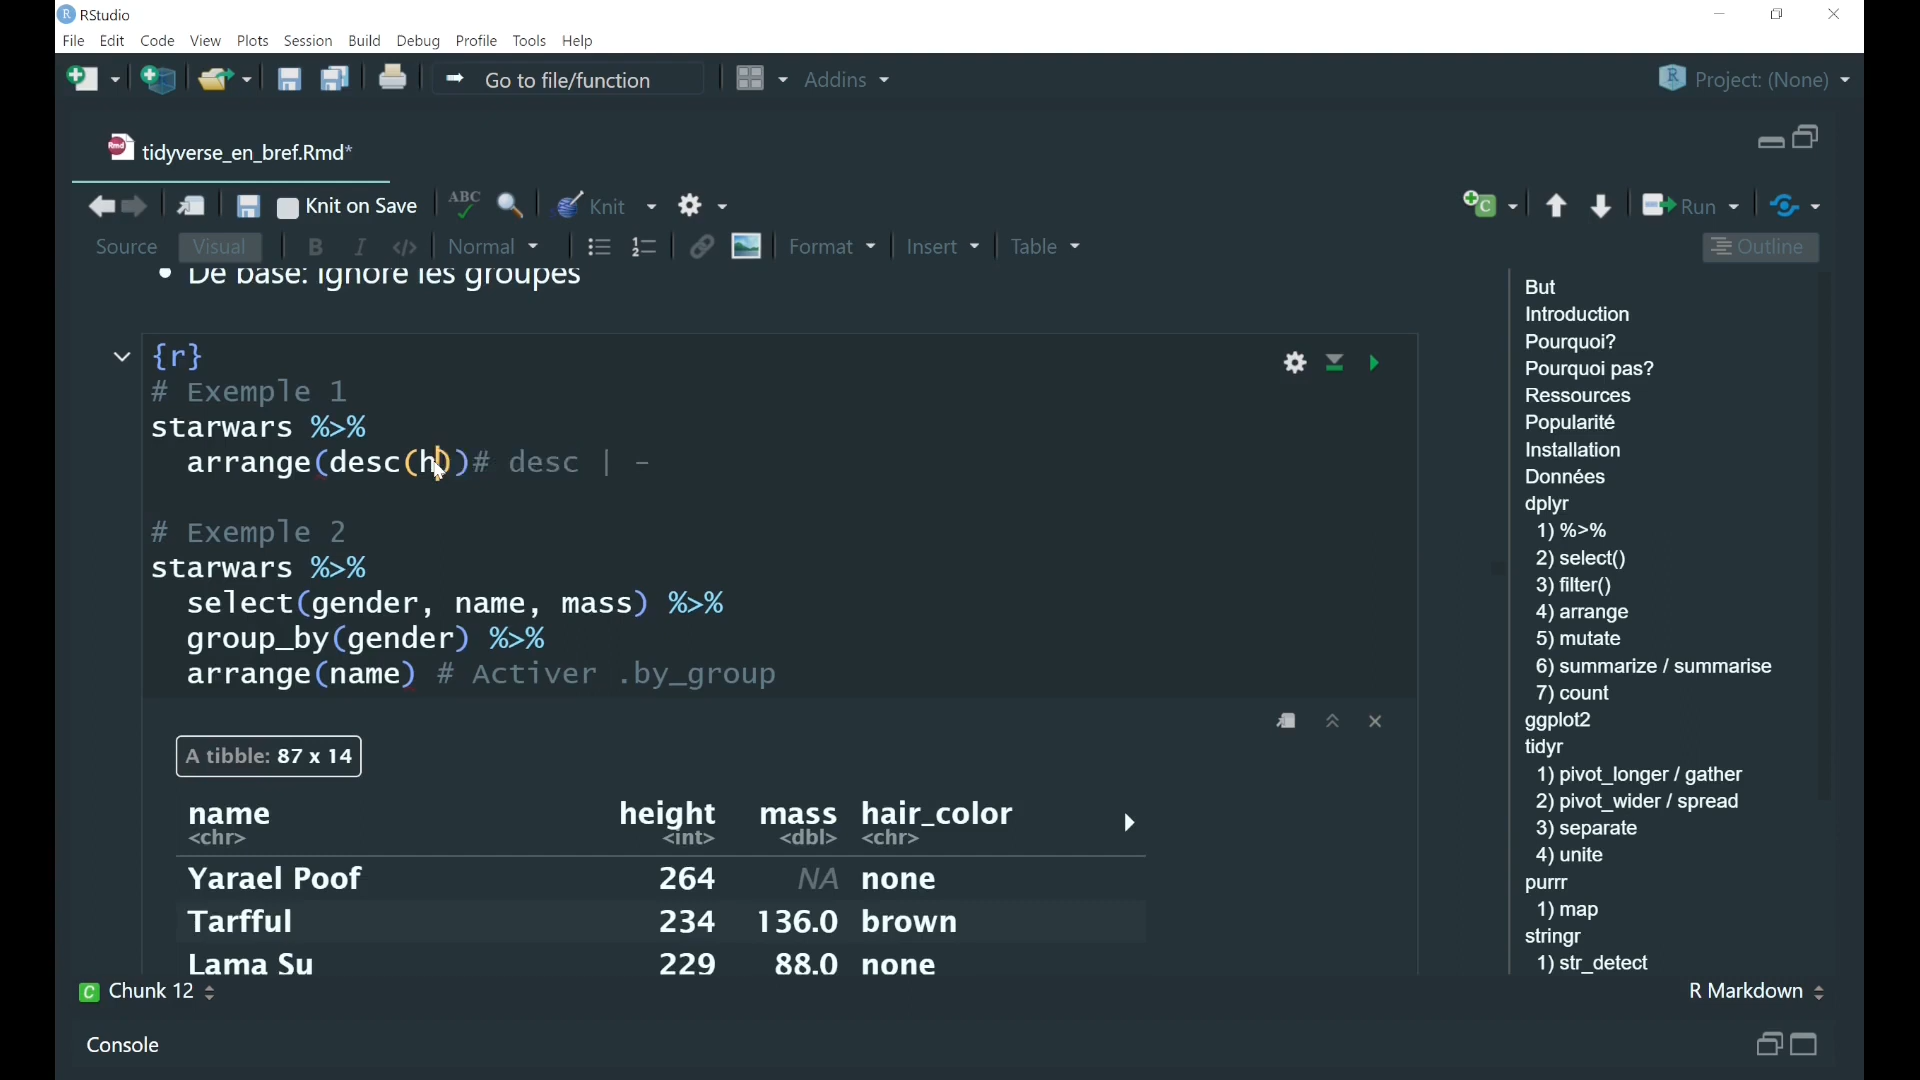 RStudio
File Edit Code View Plots Session Build Debug Profile Tools Help
Go to file/function Addins Project: (None)
tidyverse_en_bref.Rmd*
Knit on Save ABC Knit Run
Source Visual B I </> Normal Format Insert Table Outline
• De base: ignore les groupes
{r}
# Exemple 1
starwars %>%
arrange(desc(h))# desc | -
# Exemple 2
starwars %>%
select(gender, name, mass) %>%
group_by(gender) %>%
arrange(name) # Activer .by_group
A tibble: 87 x 14
name height mass hair_color
<chr> <int> <dbl> <chr>
Yarael Poof 264 NA none
Tarfful 234 136.0 brown
Lama Su 229 88.0 none
But
Introduction
Pourquoi?
Pourquoi pas?
Ressources
Popularité
Installation
Données
dplyr
1) %>%
2) select()
3) filter()
4) arrange
5) mutate
6) summarize / summarise
7) count
ggplot2
tidyr
1) pivot_longer / gather
2) pivot_wider / spread
3) separate
4) unite
purrr
1) map
stringr
1) str_detect
C Chunk 12 R Markdown
Console